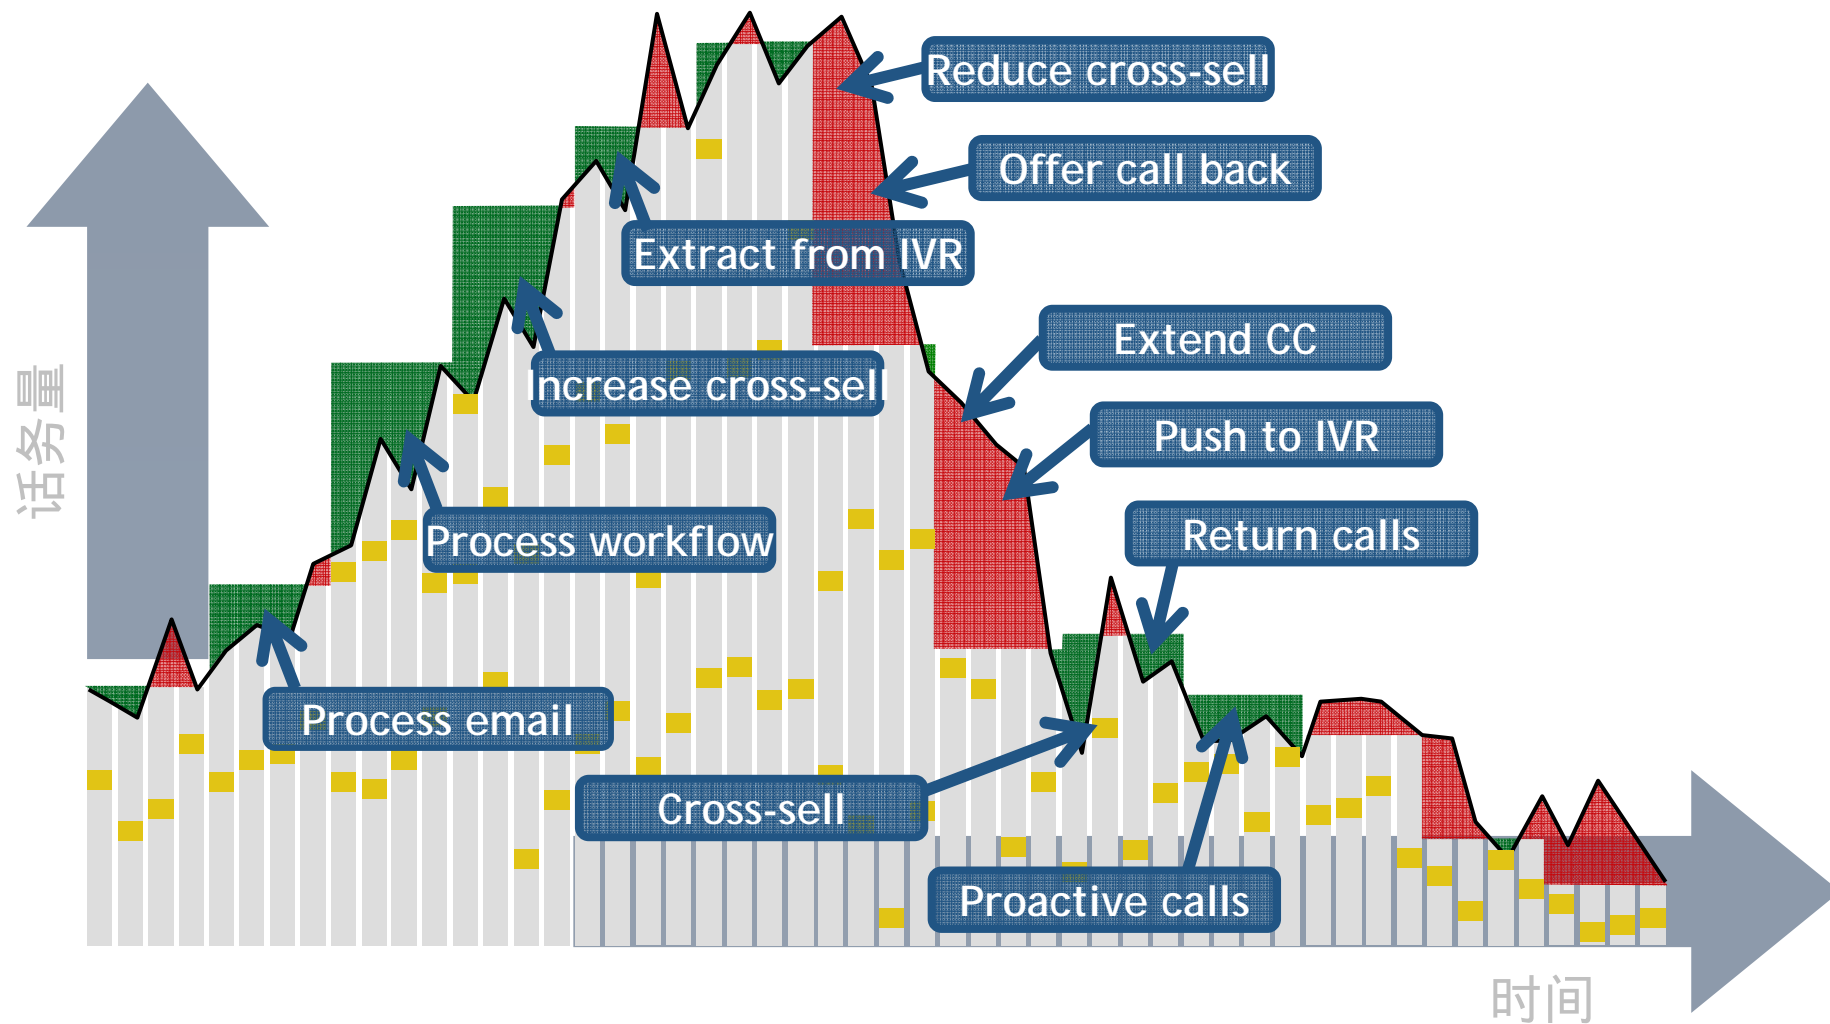 Reduce cross-sell
Offer call back
Extract from IVR
Extend CC
Increase cross-sell
Push to IVR
Return calls
Process workflow
Process email
Cross-sell
Proactive calls
话务量
时间